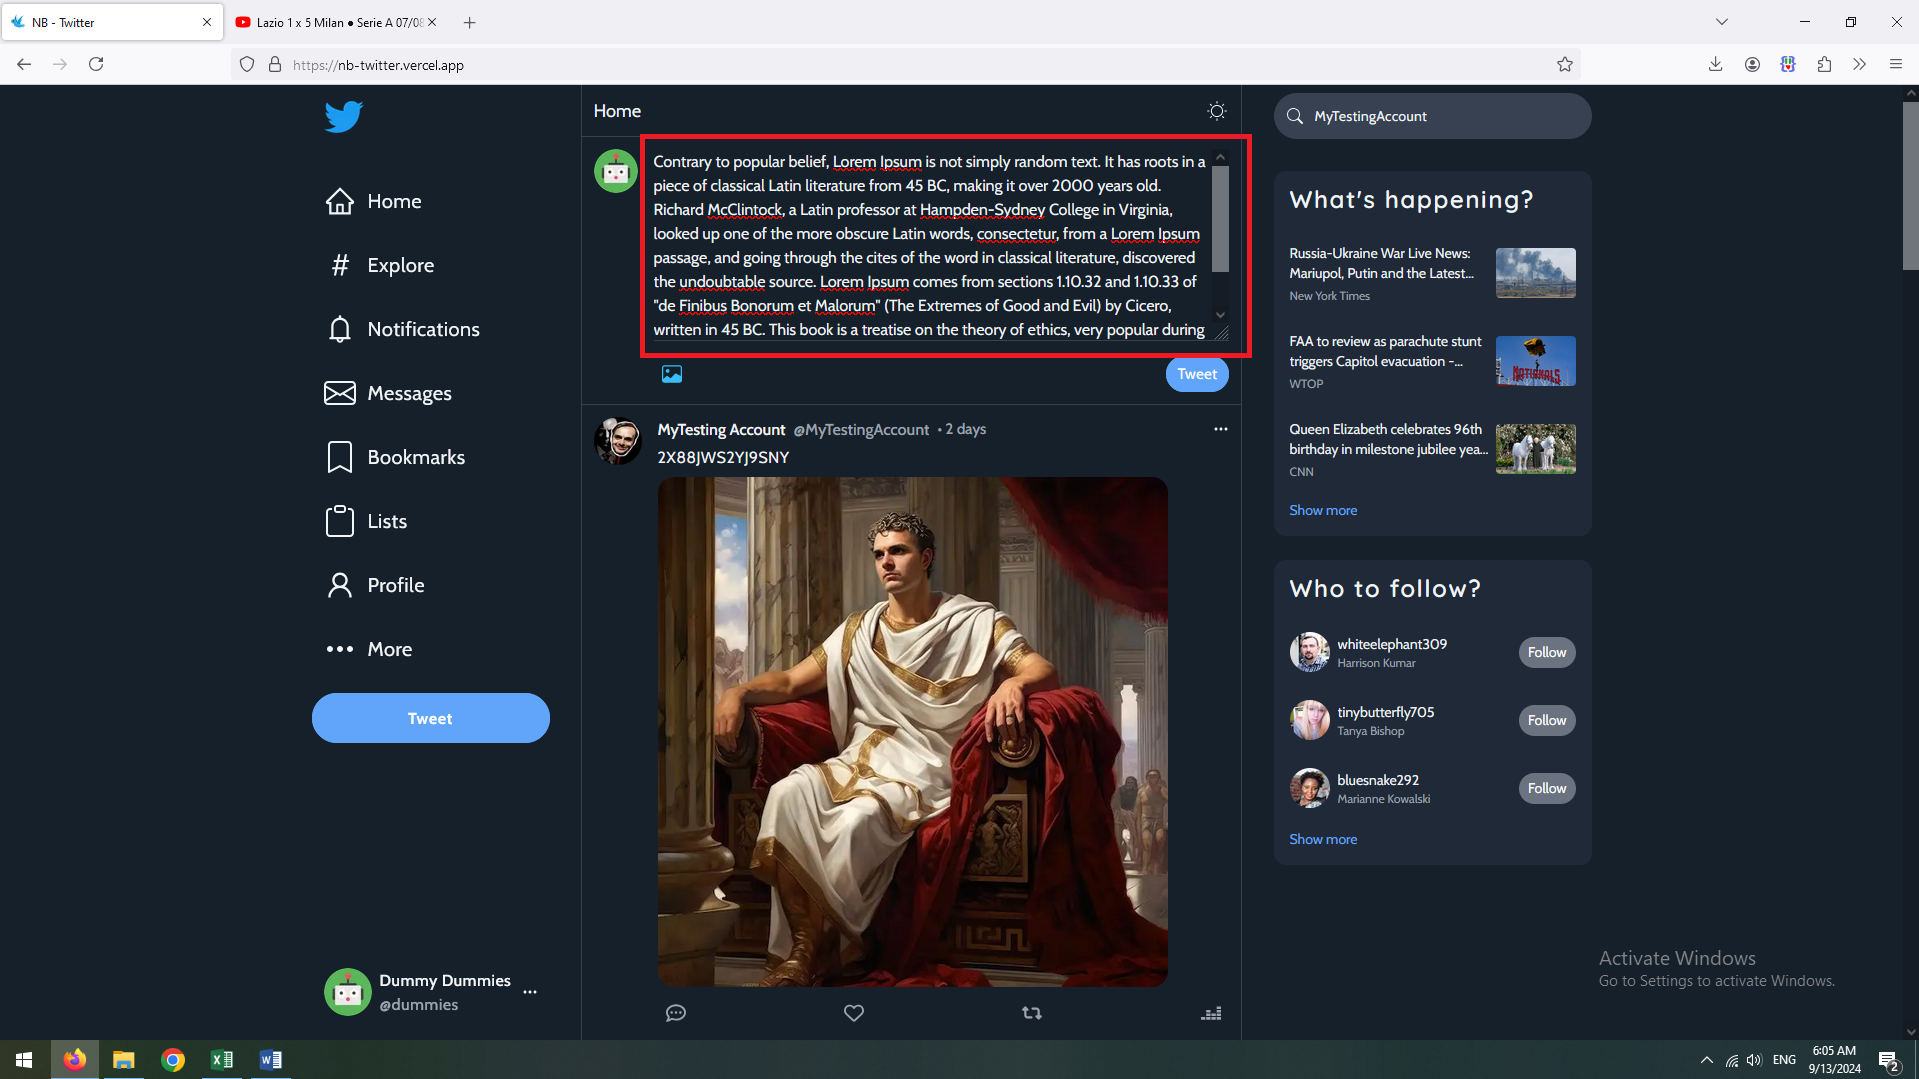 NB - Twitter
Lazio 1 x 5 Milan ● Serie A 07/08
https://nb-twitter.vercel.app
Home
Explore
Notifications
Messages
Bookmarks
Lists
Profile
More
Tweet
Dummy Dummies
@dummies
Home
Contrary to popular belief, Lorem Ipsum is not simply random text. It has roots in a
piece of classical Latin literature from 45 BC, making it over 2000 years old.
Richard McClintock, a Latin professor at Hampden-Sydney College in Virginia,
looked up one of the more obscure Latin words, consectetur, from a Lorem Ipsum
passage, and going through the cites of the word in classical literature, discovered
the undoubtable source. Lorem Ipsum comes from sections 1.10.32 and 1.10.33 of
"de Finibus Bonorum et Malorum" (The Extremes of Good and Evil) by Cicero,
written in 45 BC. This book is a treatise on the theory of ethics, very popular during
Tweet
MyTesting Account @MyTestingAccount • 2 days
2X88JWS2YJ9SNY
MyTestingAccount
What's happening?
Russia-Ukraine War Live News:
Mariupol, Putin and the Latest...
New York Times
FAA to review as parachute stunt
triggers Capitol evacuation -...
WTOP
NATIONALS
Queen Elizabeth celebrates 96th
birthday in milestone jubilee yea...
CNN
Show more
Who to follow?
whiteelephant309
Harrison Kumar
Follow
tinybutterfly705
Tanya Bishop
Follow
bluesnake292
Marianne Kowalski
Follow
Show more
Activate Windows
Go to Settings to activate Windows.
ENG
6:05 AM
9/13/2024
2